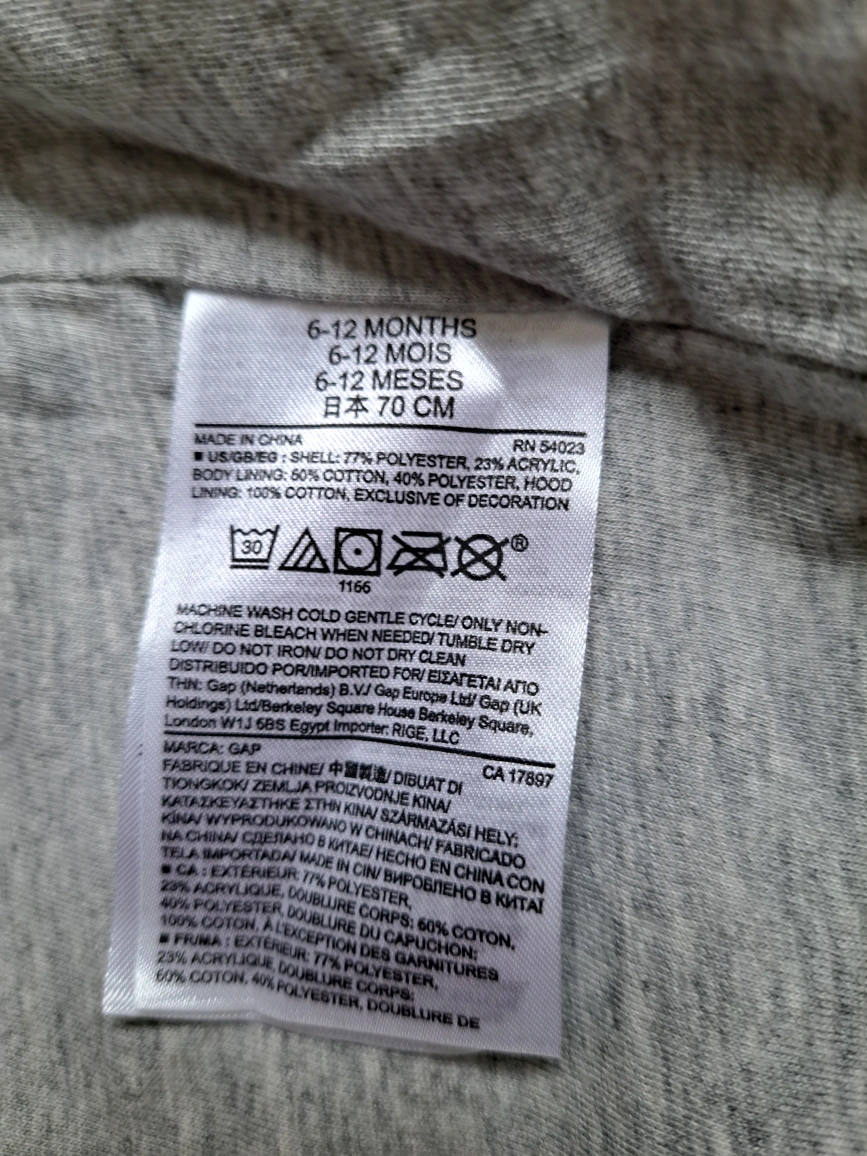 6-12 MONTHS
6-12 MOIS
6-12 MESES
日本 70 CM
MADE IN CHINA RN 54023
■ US/GB/EG : SHELL: 77% POLYESTER, 23% ACRYLIC,
BODY LINING: 60% COTTON, 40% POLYESTER, HOOD
LINING: 100% COTTON, EXCLUSIVE OF DECORATION
30 ®
1166
MACHINE WASH COLD GENTLE CYCLE/ ONLY NON-
CHLORINE BLEACH WHEN NEEDED/ TUMBLE DRY
LOW/ DO NOT IRON/ DO NOT DRY CLEAN
DISTRIBUIDO POR/IMPORTED FOR/ ΕΙΣΑΓΕΤΑΙ ΑΠΟ
ΤΗΝ: Gap (Netherlands) B.V./ Gap Europe Ltd/ Gap (UK
Holdings) Ltd/Berkeley Square House Berkeley Square,
London W1J 6BS Egypt Importer: RIGE, LLC
MARCA: GAP CA 17897
FABRIQUE EN CHINE/ 中國製造/ DIBUAT DI
TIONGKOK/ ZEMLJA PROIZVODNJE KINA/
ΚΑΤΑΣΚΕΥΑΣΤΗΚΕ ΣΤΗΝ ΚΙΝΑ/ SZÁRMAZÁSI HELY:
KÍNA/ WYPRODUKOWANO W CHINACH/ FABRICADO
NA CHINA/ СДЕЛАНО В КИТАЕ/ HECHO EN CHINA CON
TELA IMPORTADA/ MADE IN CIN/ ВИРОБЛЕНО В КИТАЇ
■ CA : EXTÉRIEUR: 77% POLYESTER,
23% ACRYLIQUE, DOUBLURE CORPS: 60% COTON,
40% POLYESTER, DOUBLURE DU CAPUCHON:
100% COTON, À L'EXCEPTION DES GARNITURES
■ FR/MA : EXTÉRIEUR: 77% POLYESTER,
23% ACRYLIQUE, DOUBLURE CORPS:
60% COTON, 40% POLYESTER, DOUBLURE DE